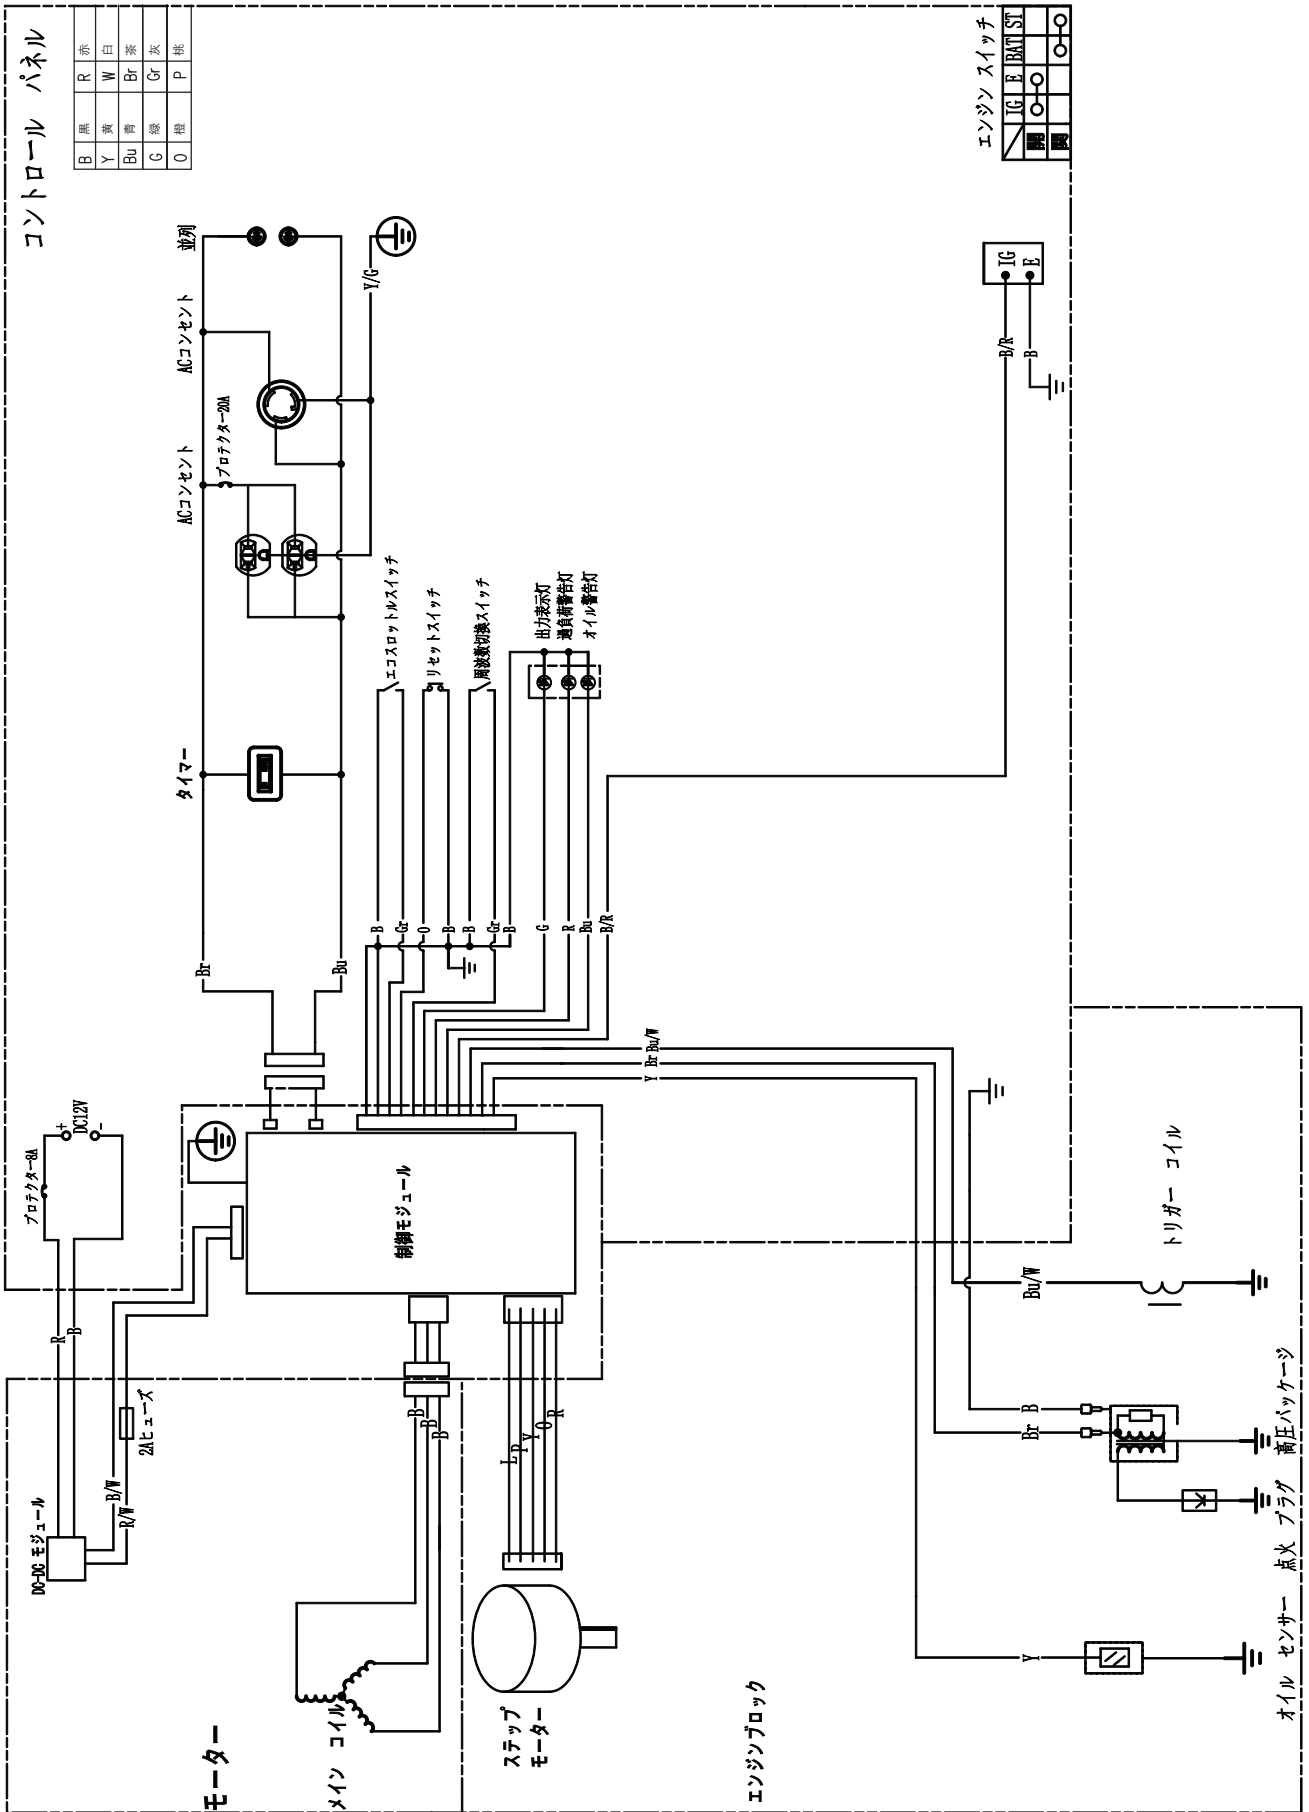 コントロール パネル
B 黒 R 赤
Y 黄 W 白
Bu 青 Br 茶
G 緑 Gr 灰
O 橙 P 桃
エンジン スイッチ
IG E BAT ST
開
閉
IG
E
B/R
B
並列
ACコンセント
ACコンセント
プロテクター20A
Y/G
タイマー
Br
Bu
エコスロットルスイッチ
リセットスイッチ
周波数切換スイッチ
出力表示灯
過負荷警告灯
オイル警告灯
B
Gr
O
B
B
Gr
B
G
R
Bu
B/R
Y Br Bu/W
プロテクター8A
+
DC12V
-
R
B
制御モジュール
2Aヒューズ
B/W
R/W
DC-DC モジュール
B
B
B
L
P
Y
O
R
モーター
メイン コイル
ステップ
モーター
エンジンブロック
Bu/W
B
Br
Y
トリガー コイル
高圧パッケージ
点火 プラグ
オイル センサー